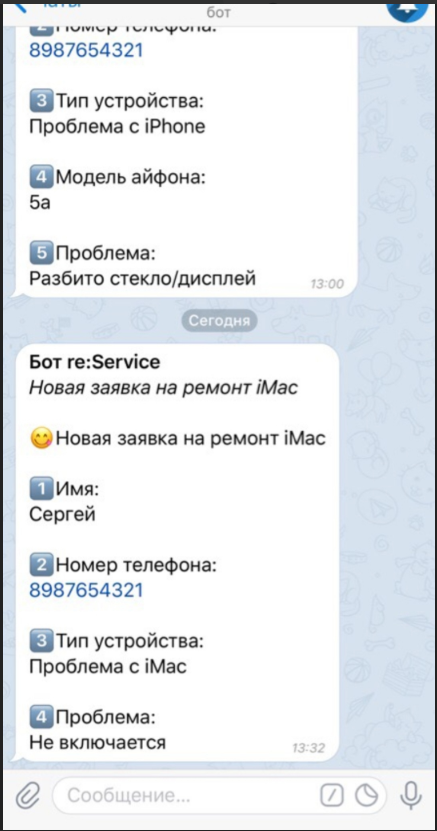 бот
Номер телефона:
8987654321
3 Тип устройства:
Проблема с iPhone
4 Модель айфона:
5а
5 Проблема:
Разбито стекло/дисплей
13:00
Сегодня
Бот re:Service
Новая заявка на ремонт iMac
Новая заявка на ремонт iMac
1 Имя:
Сергей
2 Номер телефона:
8987654321
3 Тип устройства:
Проблема с iMac
4 Проблема:
Не включается
13:32
Сообщение...